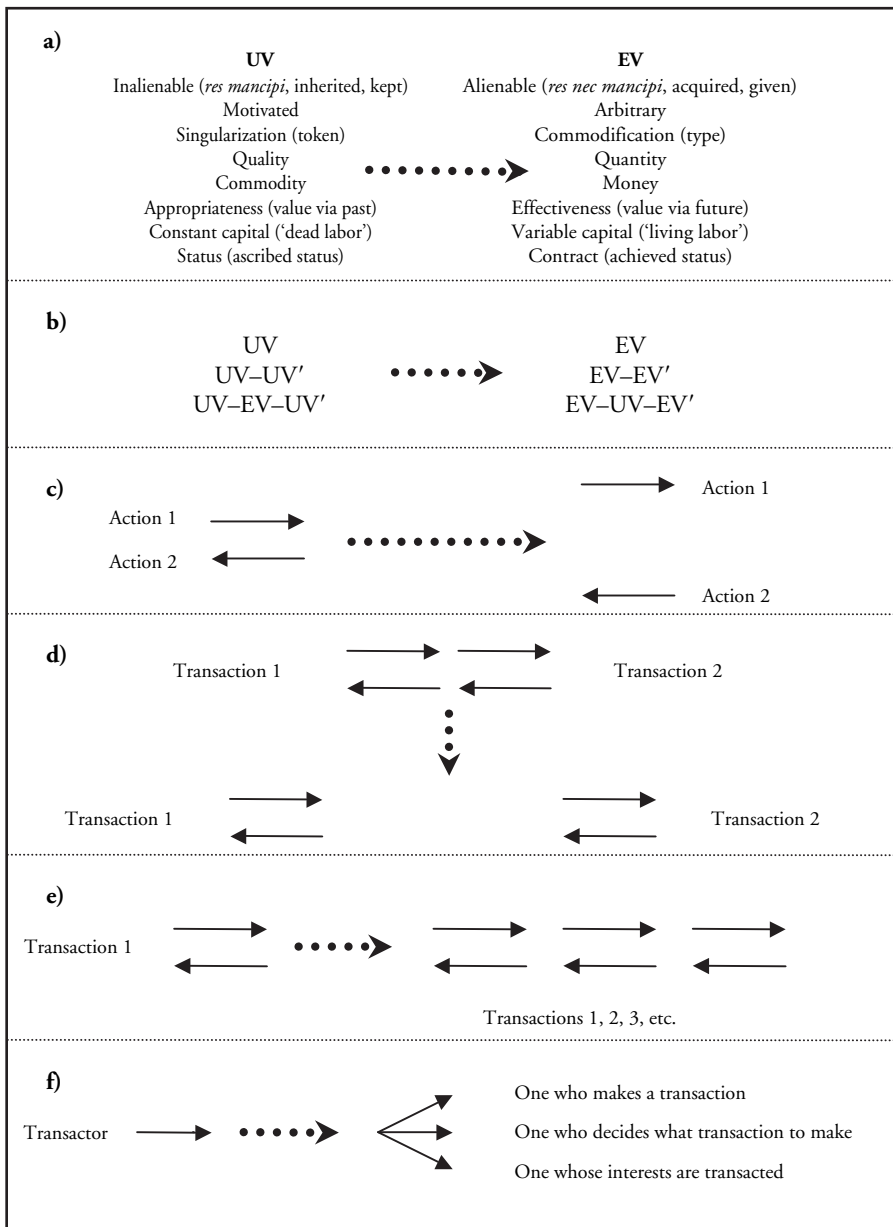 a)
UV EV
Inalienable (res mancipi, inherited, kept) Alienable (res nec mancipi, acquired, given)
Motivated Arbitrary
Singularization (token) Commodification (type)
Quality Quantity
Commodity Money
Appropriateness (value via past) Effectiveness (value via future)
Constant capital (‘dead labor’) Variable capital (‘living labor’)
Status (ascribed status) Contract (achieved status)
b)
UV EV
UV–UV′ EV–EV′
UV–EV–UV′ EV–UV–EV′
c)
Action 1
Action 1
Action 2
Action 2
d)
Transaction 1 Transaction 2
Transaction 1 Transaction 2
e)
Transaction 1
Transactions 1, 2, 3, etc.
f)
One who makes a transaction
Transactor One who decides what transaction to make
One whose interests are transacted